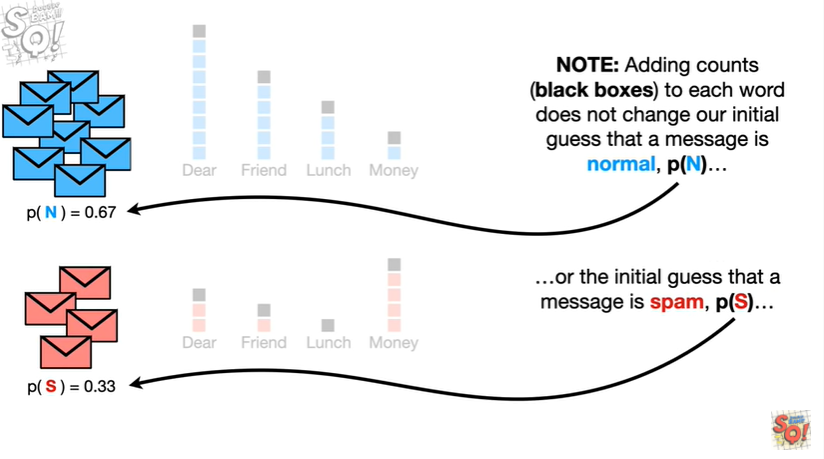 NOTE: Adding counts
(black boxes) to each word
does not change our initial
guess that a message is
normal, p(N)…
Dear Friend Lunch Money
p( N ) = 0.67
…or the initial guess that a
message is spam, p(S)…
Dear Friend Lunch Money
p( S ) = 0.33